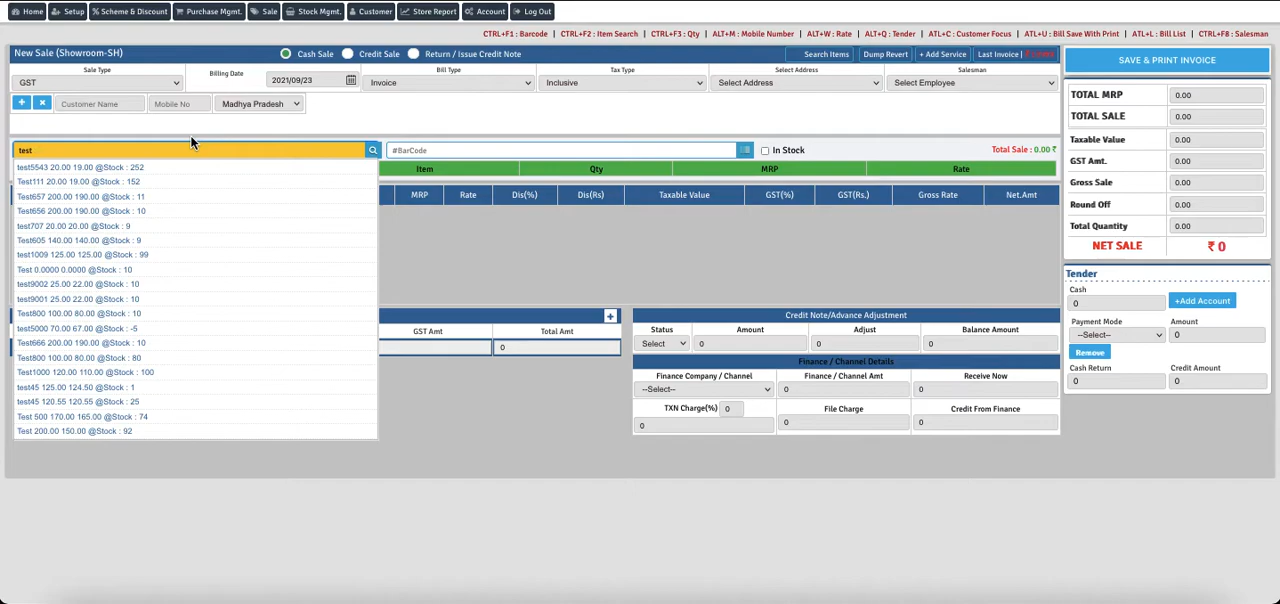 Home Setup Scheme & Discount Purchase Mgmt. Sale Stock Mgmt. Customer Store Report Account Log Out
CTRL+F1 : Barcode | CTRL+F2 : Item Search | CTRL+F3 : Qty | ALT+M : Mobile Number | ALT+W : Rate | ALT+Q : Tender | ATL+C : Customer Focus | ATL+U : Bill Save With Print | ATL+L : Bill List | CTRL+F8 : Salesman
New Sale (Showroom-SH) Cash Sale Credit Sale Return / Issue Credit Note Search Items Dump Revert + Add Service Last Invoice |
SAVE & PRINT INVOICE
Sale Type Billing Date Bill Type Tax Type Select Address Salesman
GST 2021/09/23 Invoice Inclusive Select Address Select Employee
+ × Customer Name Mobile No Madhya Pradesh
TOTAL MRP 0.00
TOTAL SALE 0.00
Taxable Value 0.00
GST Amt. 0.00
Gross Sale 0.00
Round Off 0.00
Total Quantity 0.00
NET SALE ₹ 0
test #BarCode In Stock Total Sale : 0.00 ₹
Item Qty MRP Rate
MRP Rate Dis(%) Dis(Rs) Taxable Value GST(%) GST(Rs.) Gross Rate Net.Amt
test5543 20.00 19.00 @Stock : 252
Test111 20.00 19.00 @Stock : 152
Test657 200.00 190.00 @Stock : 11
Test656 200.00 190.00 @Stock : 10
test707 20.00 20.00 @Stock : 9
Test605 140.00 140.00 @Stock : 9
test1009 125.00 125.00 @Stock : 99
Test 0.0000 0.0000 @Stock : 10
test9002 25.00 22.00 @Stock : 10
test9001 25.00 22.00 @Stock : 10
Test800 100.00 80.00 @Stock : 10
test5000 70.00 67.00 @Stock : -5
Test666 200.00 190.00 @Stock : 10
Test800 100.00 80.00 @Stock : 80
Test1000 120.00 110.00 @Stock : 100
test45 125.00 124.50 @Stock : 1
test45 120.55 120.55 @Stock : 25
Test 500 170.00 165.00 @Stock : 74
Test 200.00 150.00 @Stock : 92
+
GST Amt Total Amt
0
Credit Note/Advance Adjustment
Status Amount Adjust Balance Amount
Select 0 0 0
Finance / Channel Details
Finance Company / Channel Finance / Channel Amt Receive Now
--Select-- 0 0
TXN Charge(%) 0 File Charge Credit From Finance
0 0 0
Tender
Cash
0 +Add Account
Payment Mode Amount
--Select-- 0
Remove
Cash Return Credit Amount
0 0